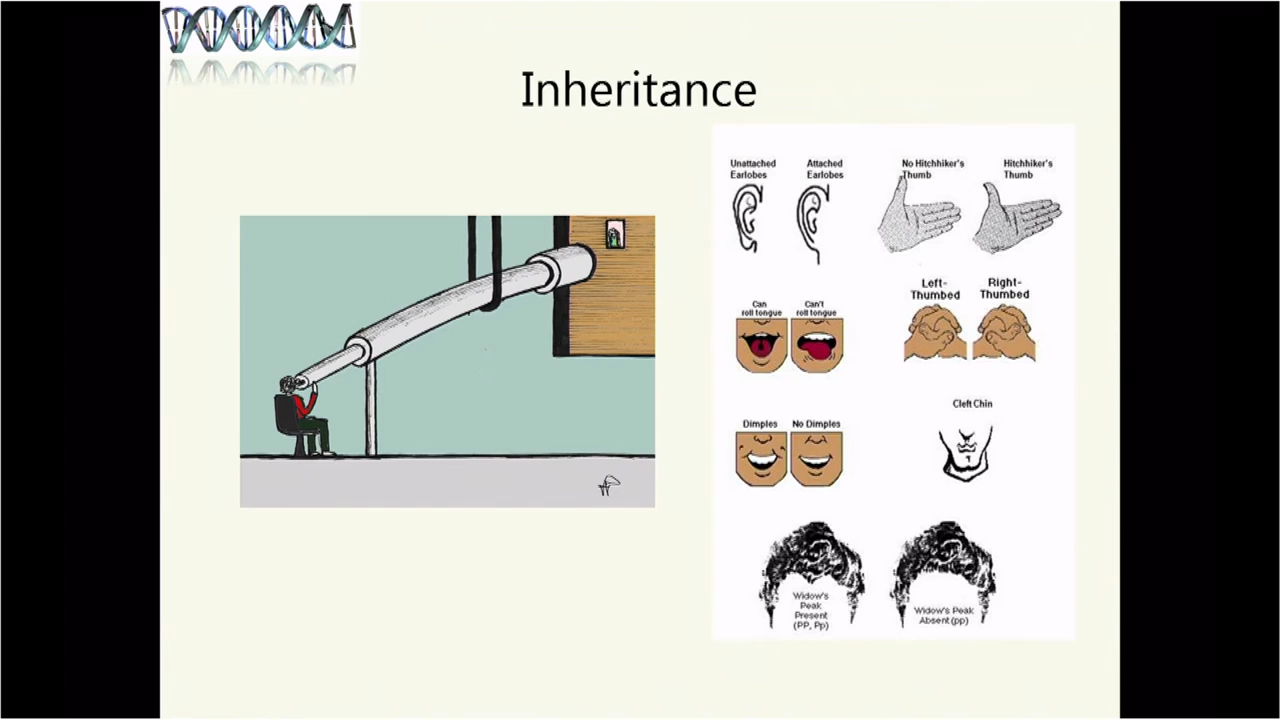 Inheritance
Unattached
Earlobes
Attached
Earlobes
No Hitchhiker's
Thumb
Hitchhiker's
Thumb
Can
roll tongue
Can't
roll tongue
Left-
Thumbed
Right-
Thumbed
Dimples
No Dimples
Cleft Chin
Widow's
Peak
Present
(PP, Pp)
Widow's Peak
Absent (pp)